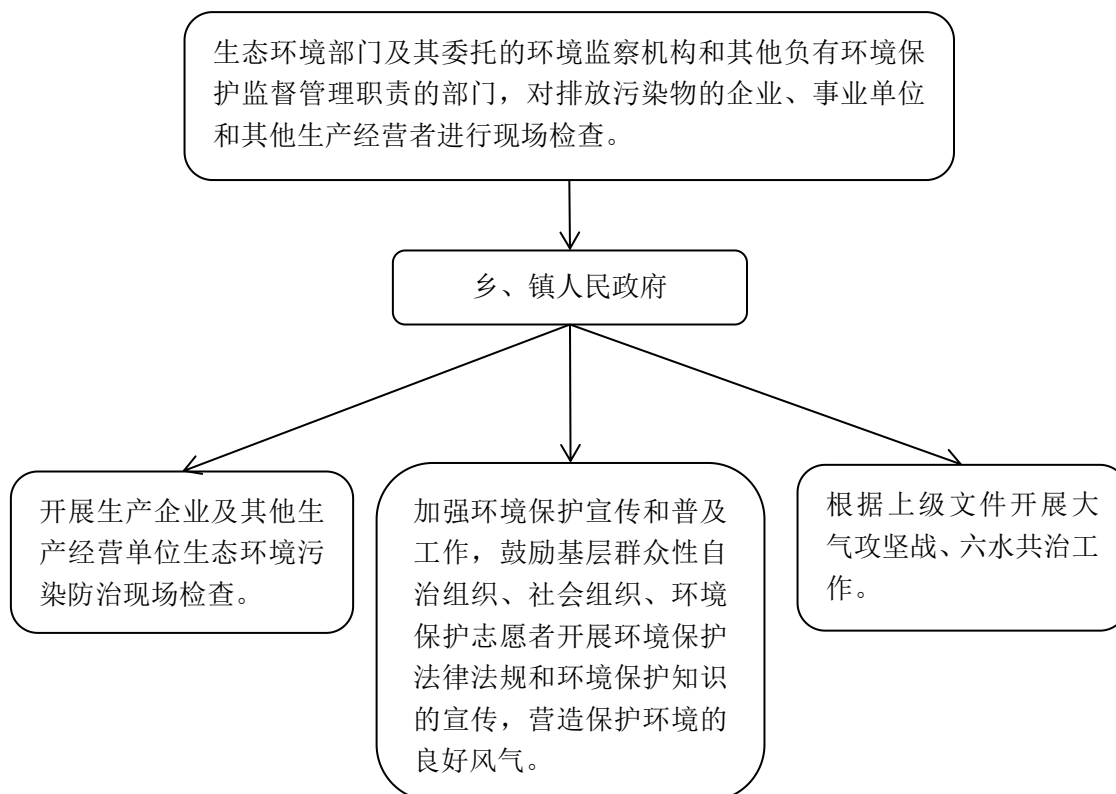 生态环境部门及其委托的环境监察机构和其他负有环境保
护监督管理职责的部门，对排放污染物的企业、事业单位
和其他生产经营者进行现场检查。
乡、镇人民政府
开展生产企业及其他生
产经营单位生态环境污
染防治现场检查。
加强环境保护宣传和普及
工作，鼓励基层群众性自
治组织、社会组织、环境
保护志愿者开展环境保护
法律法规和环境保护知识
的宣传，营造保护环境的
良好风气。
根据上级文件开展大
气攻坚战、六水共治工
作。